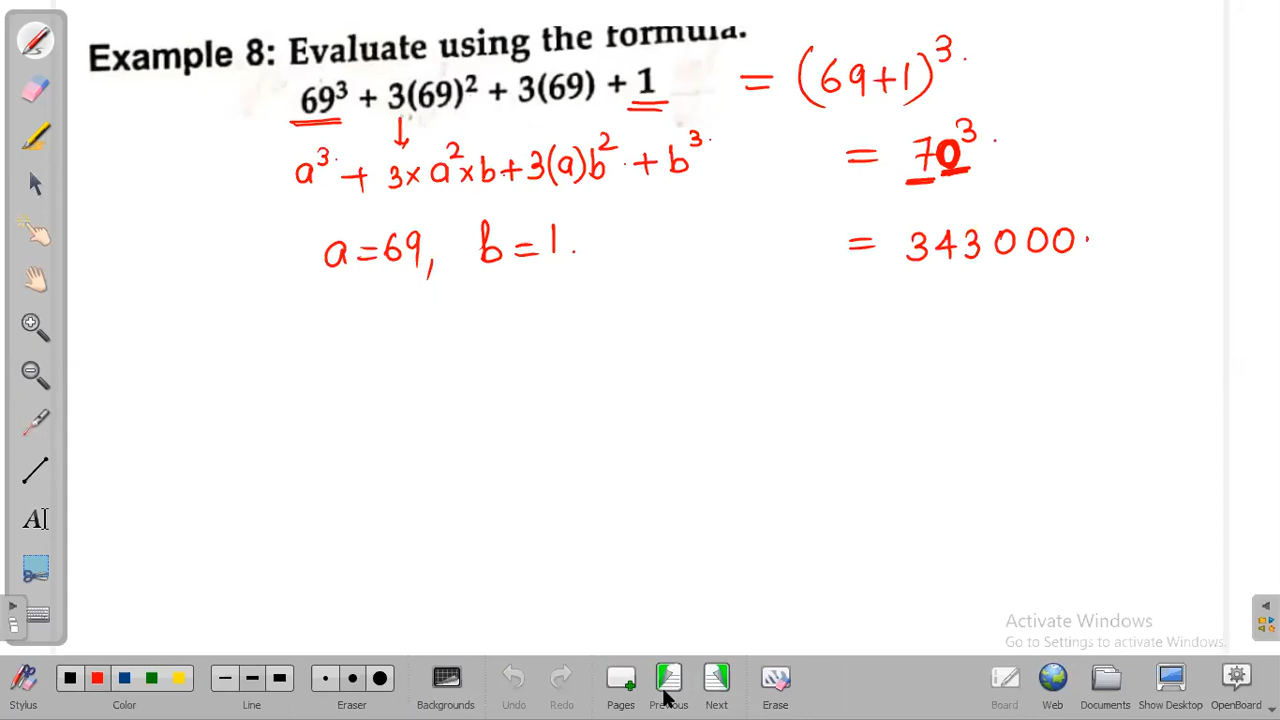 Example 8: Evaluate using the formula.
69³ + 3(69)² + 3(69) + 1
= (69+1)³.
a³ + 3×a²×b+3(a)b² + b³
= 70³.
a=69, b=1.
= 343000.
AI
Activate Windows
Go to Settings to activate Windows.
Styles Color Line Eraser Backgrounds Undo Redo Pages Previous Next Erase Board Web Documents Show Desktop OpenBoard